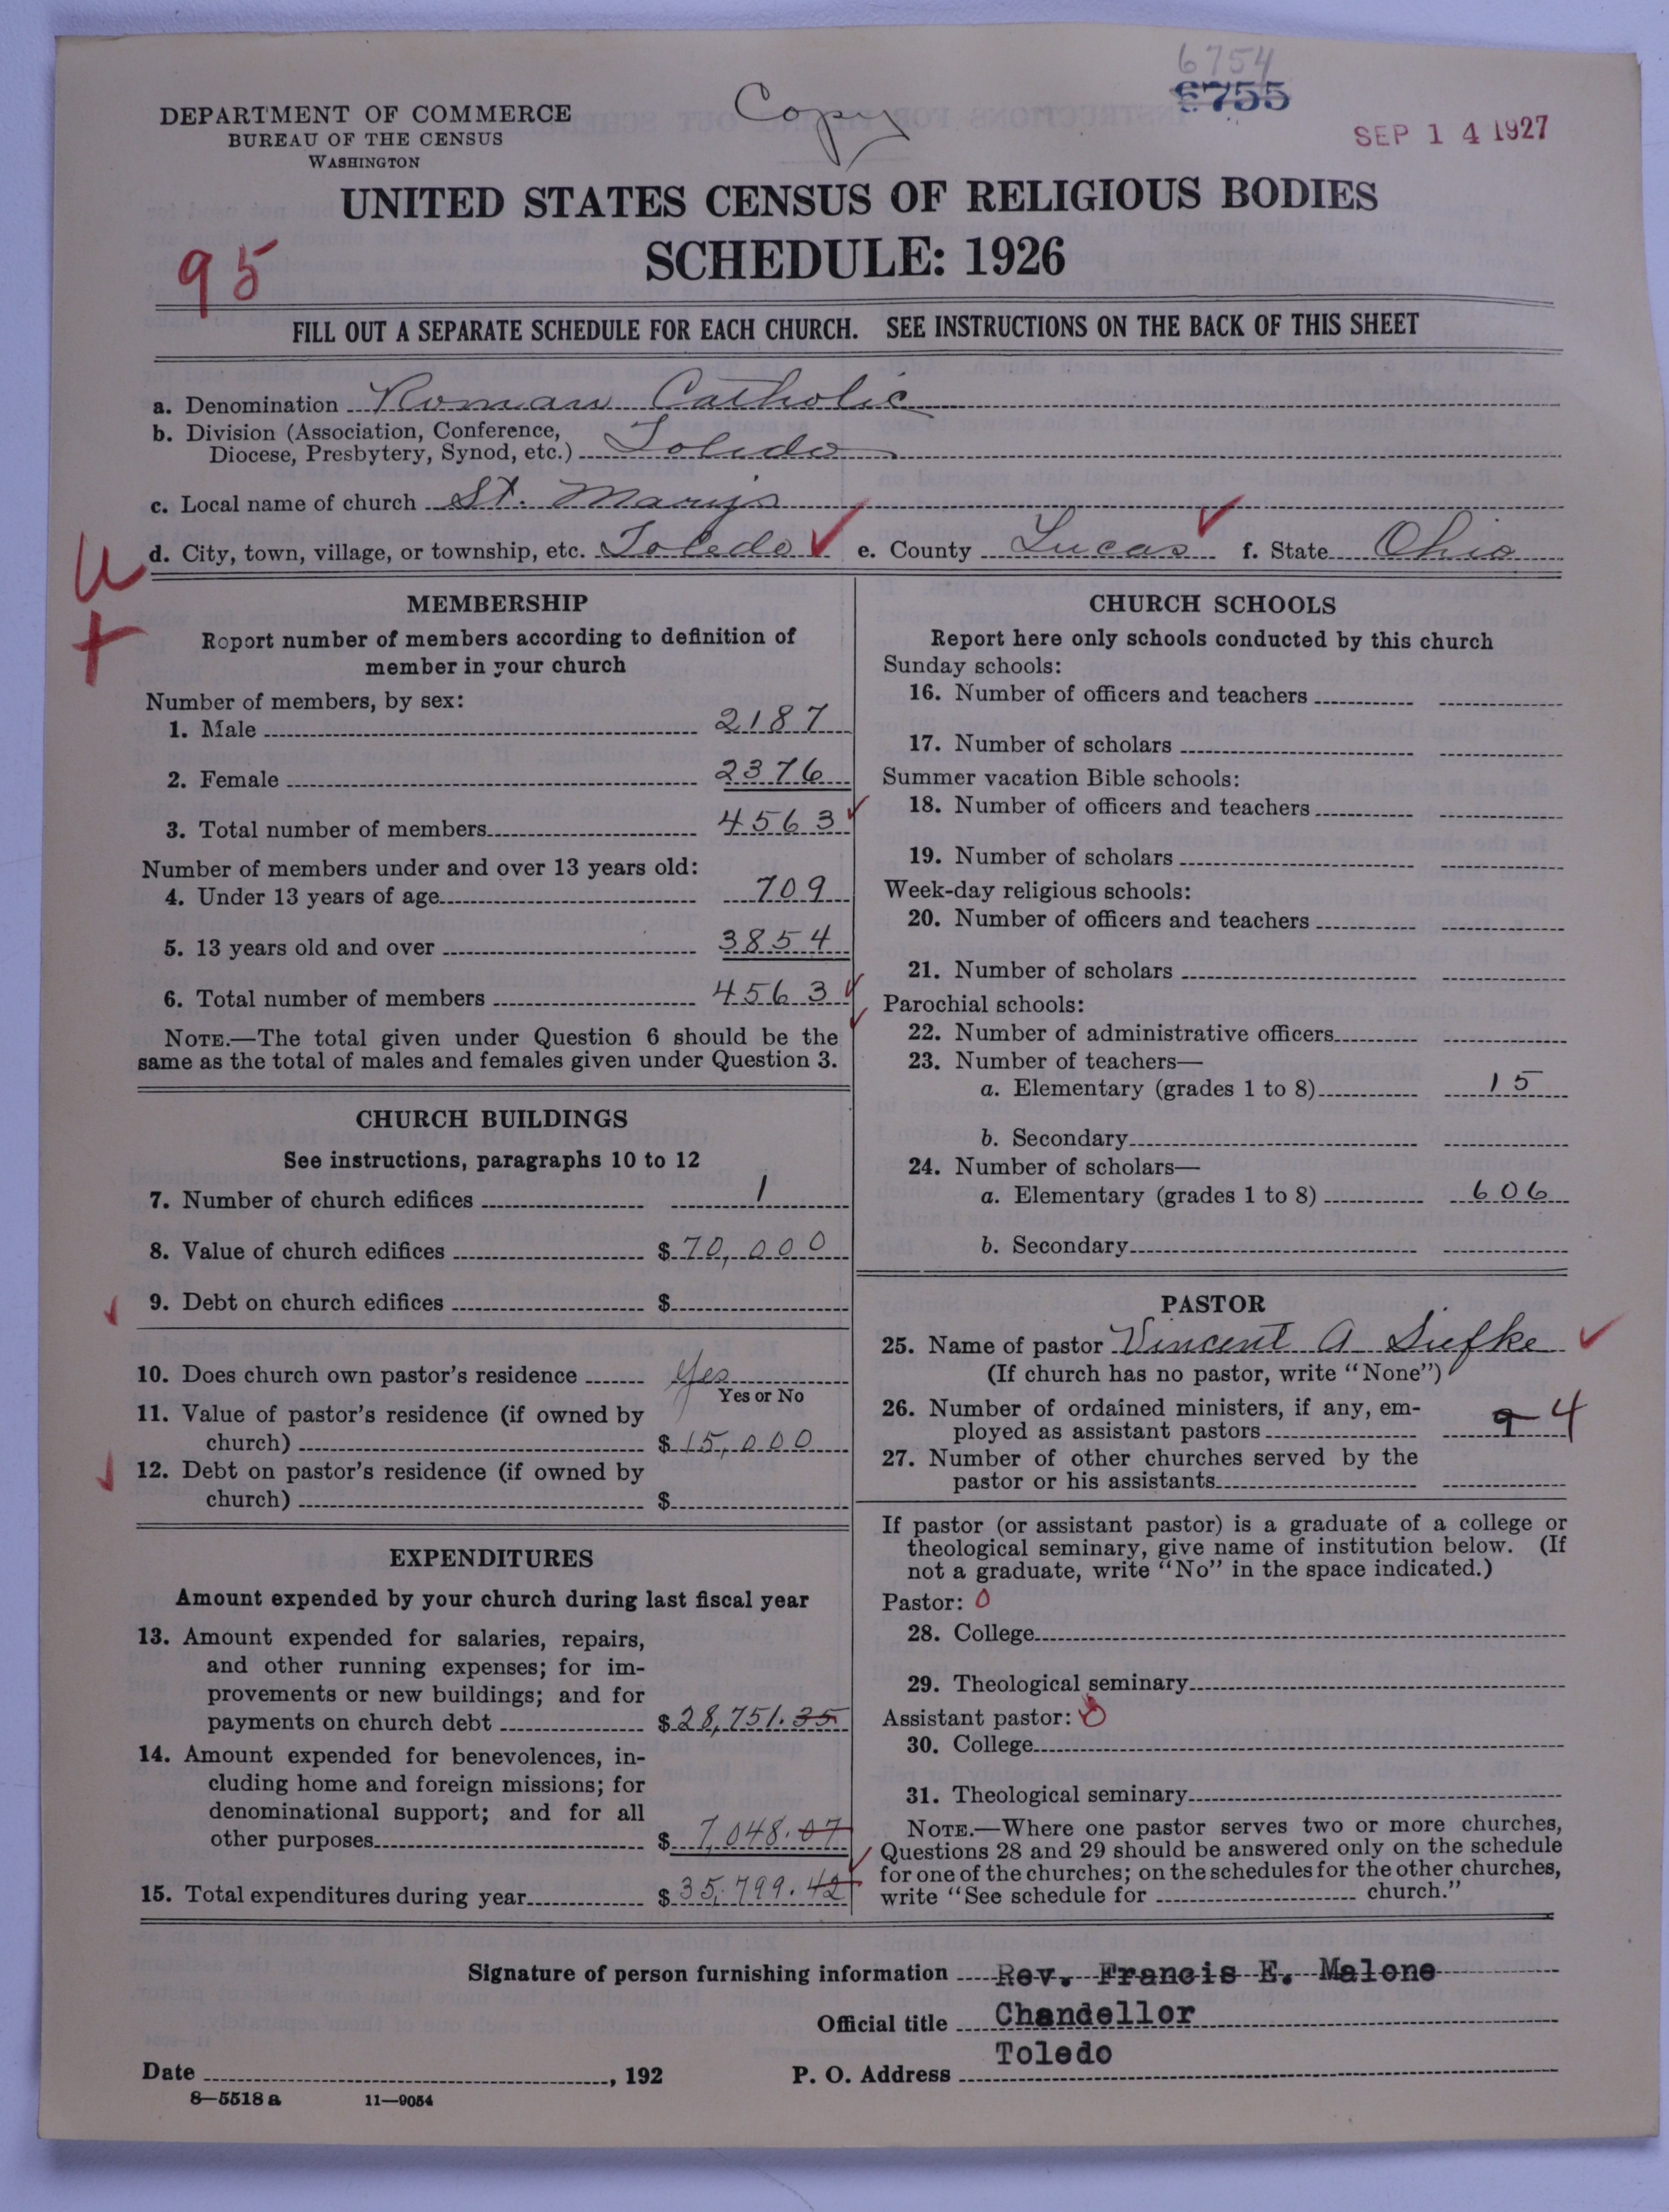 6754
6755
Copy
SEP 14 1927
DEPARTMENT OF COMMERCE
BUREAU OF THE CENSUS
WASHINGTON
UNITED STATES CENSUS OF RELIGIOUS BODIES
SCHEDULE: 1926
95
FILL OUT A SEPARATE SCHEDULE FOR EACH CHURCH. SEE INSTRUCTIONS ON THE BACK OF THIS SHEET
a. Denomination Roman Catholic
b. Division (Association, Conference,
Diocese, Presbytery, Synod, etc.) Toledo
c. Local name of church St. Marys
d. City, town, village, or township, etc. Toledo e. County Lucas f. State Ohio
MEMBERSHIP
Report number of members according to definition of
member in your church
Number of members, by sex:
1. Male 2187
2. Female 2376
3. Total number of members 4563
Number of members under and over 13 years old:
4. Under 13 years of age 709
5. 13 years old and over 3854
6. Total number of members 4563
NOTE.—The total given under Question 6 should be the
same as the total of males and females given under Question 3.
CHURCH BUILDINGS
See instructions, paragraphs 10 to 12
7. Number of church edifices 1
8. Value of church edifices $ 70,000
9. Debt on church edifices $
10. Does church own pastor's residence Yes
Yes or No
11. Value of pastor's residence (if owned by
church) $ 15,000
12. Debt on pastor's residence (if owned by
church) $
EXPENDITURES
Amount expended by your church during last fiscal year
13. Amount expended for salaries, repairs,
and other running expenses; for im-
provements or new buildings; and for
payments on church debt $ 28,751.35
14. Amount expended for benevolences, in-
cluding home and foreign missions; for
denominational support; and for all
other purposes $ 7,048.07
15. Total expenditures during year $ 35,799.42
CHURCH SCHOOLS
Report here only schools conducted by this church
Sunday schools:
16. Number of officers and teachers
17. Number of scholars
Summer vacation Bible schools:
18. Number of officers and teachers
19. Number of scholars
Week-day religious schools:
20. Number of officers and teachers
21. Number of scholars
Parochial schools:
22. Number of administrative officers
23. Number of teachers—
a. Elementary (grades 1 to 8) 15
b. Secondary
24. Number of scholars—
a. Elementary (grades 1 to 8) 606
b. Secondary
PASTOR
25. Name of pastor Vincent A Siefke
(If church has no pastor, write "None")
26. Number of ordained ministers, if any, em-
ployed as assistant pastors 4
27. Number of other churches served by the
pastor or his assistants
If pastor (or assistant pastor) is a graduate of a college or
theological seminary, give name of institution below. (If
not a graduate, write "No" in the space indicated.)
Pastor: 0
28. College
29. Theological seminary
Assistant pastor: 0
30. College
31. Theological seminary
NOTE.—Where one pastor serves two or more churches,
Questions 28 and 29 should be answered only on the schedule
for one of the churches; on the schedules for the other churches,
write "See schedule for church."
Signature of person furnishing information Rev. Francis E. Malone
Official title Chandellor
Toledo
Date , 192 P. O. Address
8—5518 a 11—9054